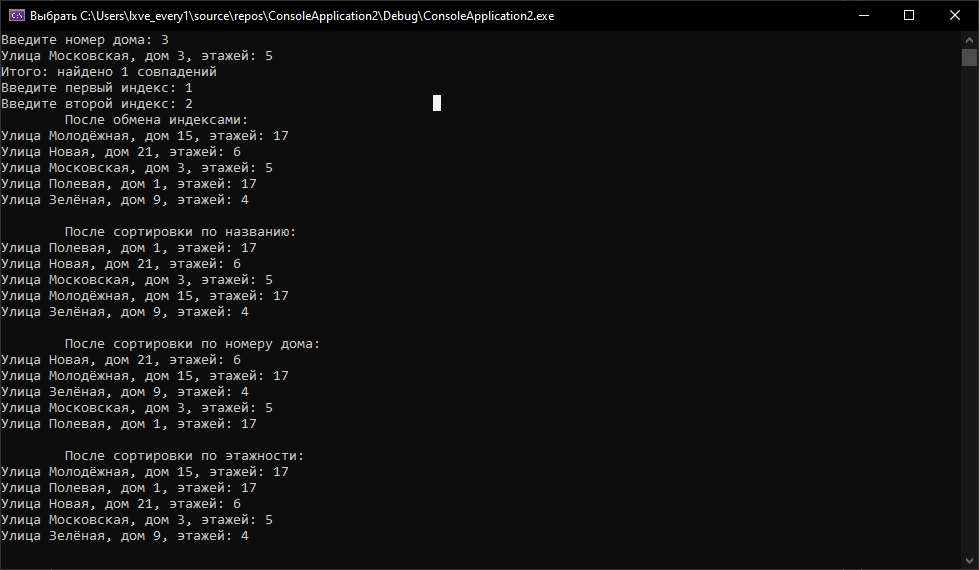 Выбрать C:\Users\lxve_every1\source\repos\ConsoleApplication2\Debug\ConsoleApplication2.exe
Введите номер дома: 3
Улица Московская, дом 3, этажей: 5
Итого: найдено 1 совпадений
Введите первый индекс: 1
Введите второй индекс: 2
После обмена индексами:
Улица Молодёжная, дом 15, этажей: 17
Улица Новая, дом 21, этажей: 6
Улица Московская, дом 3, этажей: 5
Улица Полевая, дом 1, этажей: 17
Улица Зелёная, дом 9, этажей: 4
После сортировки по названию:
Улица Полевая, дом 1, этажей: 17
Улица Новая, дом 21, этажей: 6
Улица Московская, дом 3, этажей: 5
Улица Молодёжная, дом 15, этажей: 17
Улица Зелёная, дом 9, этажей: 4
После сортировки по номеру дома:
Улица Новая, дом 21, этажей: 6
Улица Молодёжная, дом 15, этажей: 17
Улица Зелёная, дом 9, этажей: 4
Улица Московская, дом 3, этажей: 5
Улица Полевая, дом 1, этажей: 17
После сортировки по этажности:
Улица Молодёжная, дом 15, этажей: 17
Улица Полевая, дом 1, этажей: 17
Улица Новая, дом 21, этажей: 6
Улица Московская, дом 3, этажей: 5
Улица Зелёная, дом 9, этажей: 4